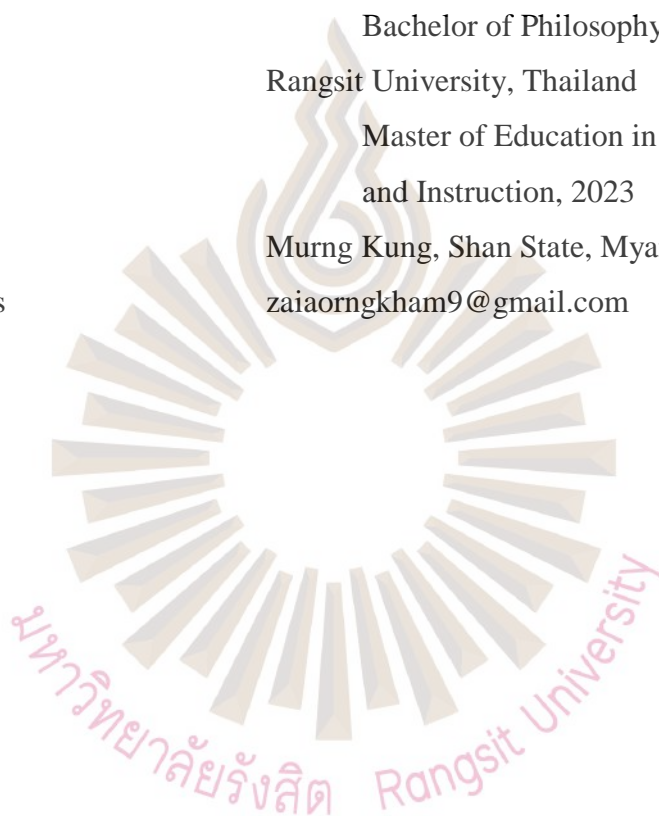 Bachelor of Philosophy
Rangsit University, Thailand
Master of Education in
and Instruction, 2023
Murng Kung, Shan State, Mya
s zaiaorngkham9@gmail.com
มหาวิทยาลัยรังสิต Rangsit University